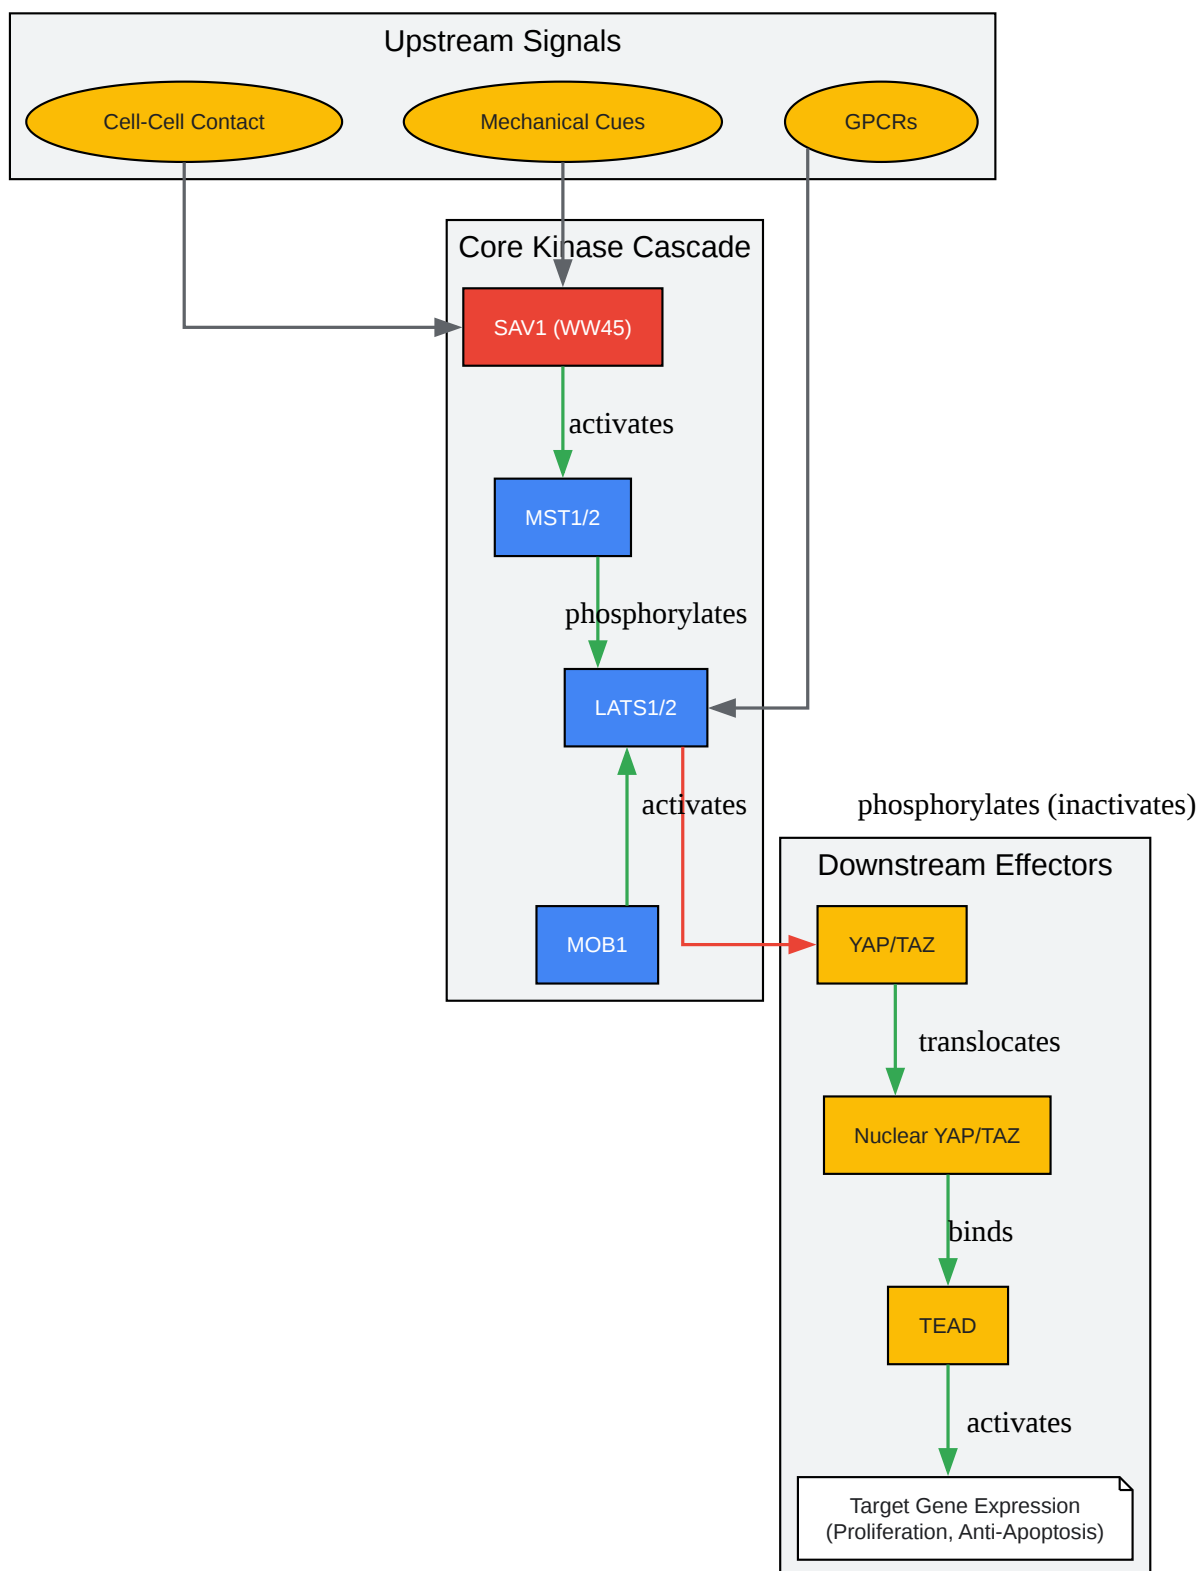 Upstream Signals
Cell-Cell Contact
Mechanical Cues
GPCRs
Core Kinase Cascade
SAV1 (WW45)
activates
MST1/2
phosphorylates
LATS1/2
activates
phosphorylates (inactivates)
MOB1
Downstream Effectors
YAP/TAZ
translocates
Nuclear YAP/TAZ
binds
TEAD
activates
Target Gene Expression
(Proliferation, Anti-Apoptosis)